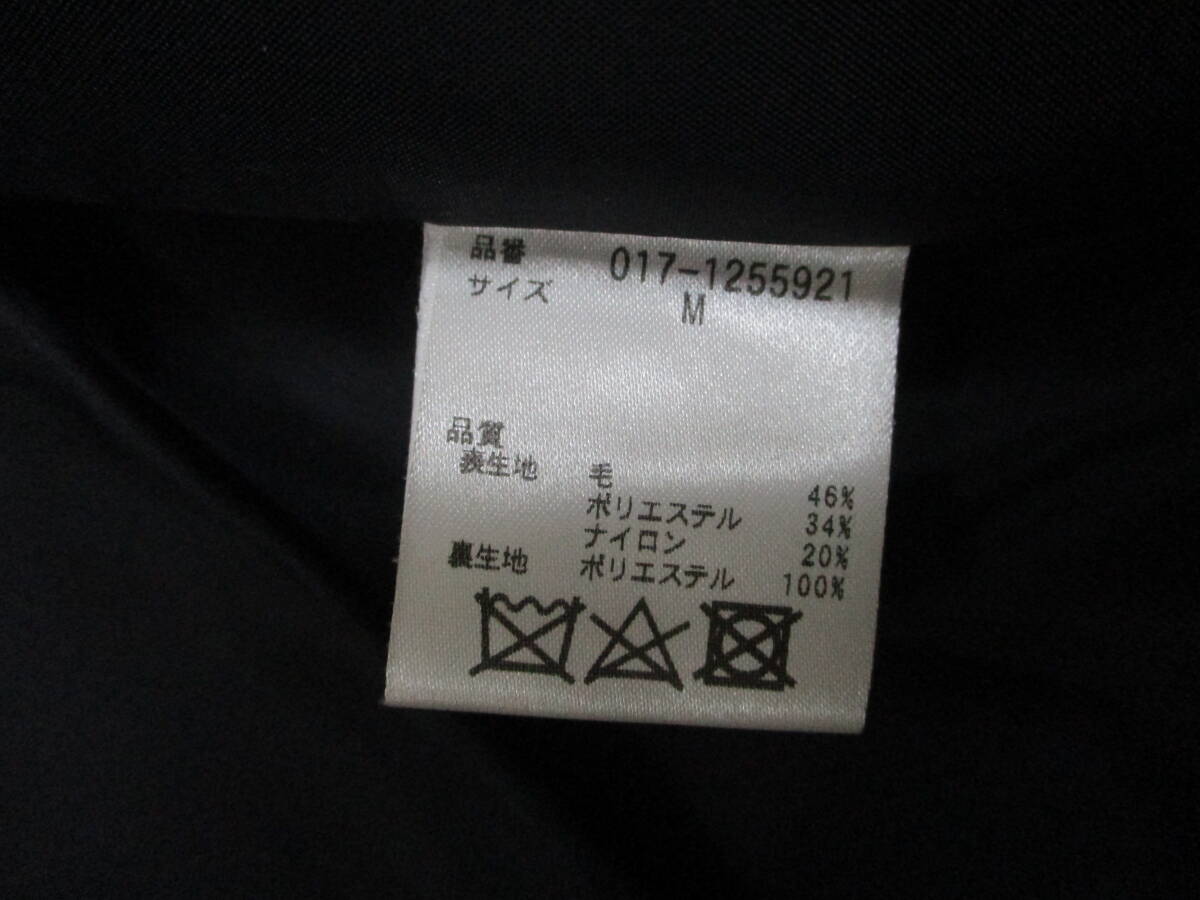 品番 017-1255921
サイズ M
品質
表生地 毛 46%
ポリエステル 34%
ナイロン 20%
裏生地 ポリエステル 100%